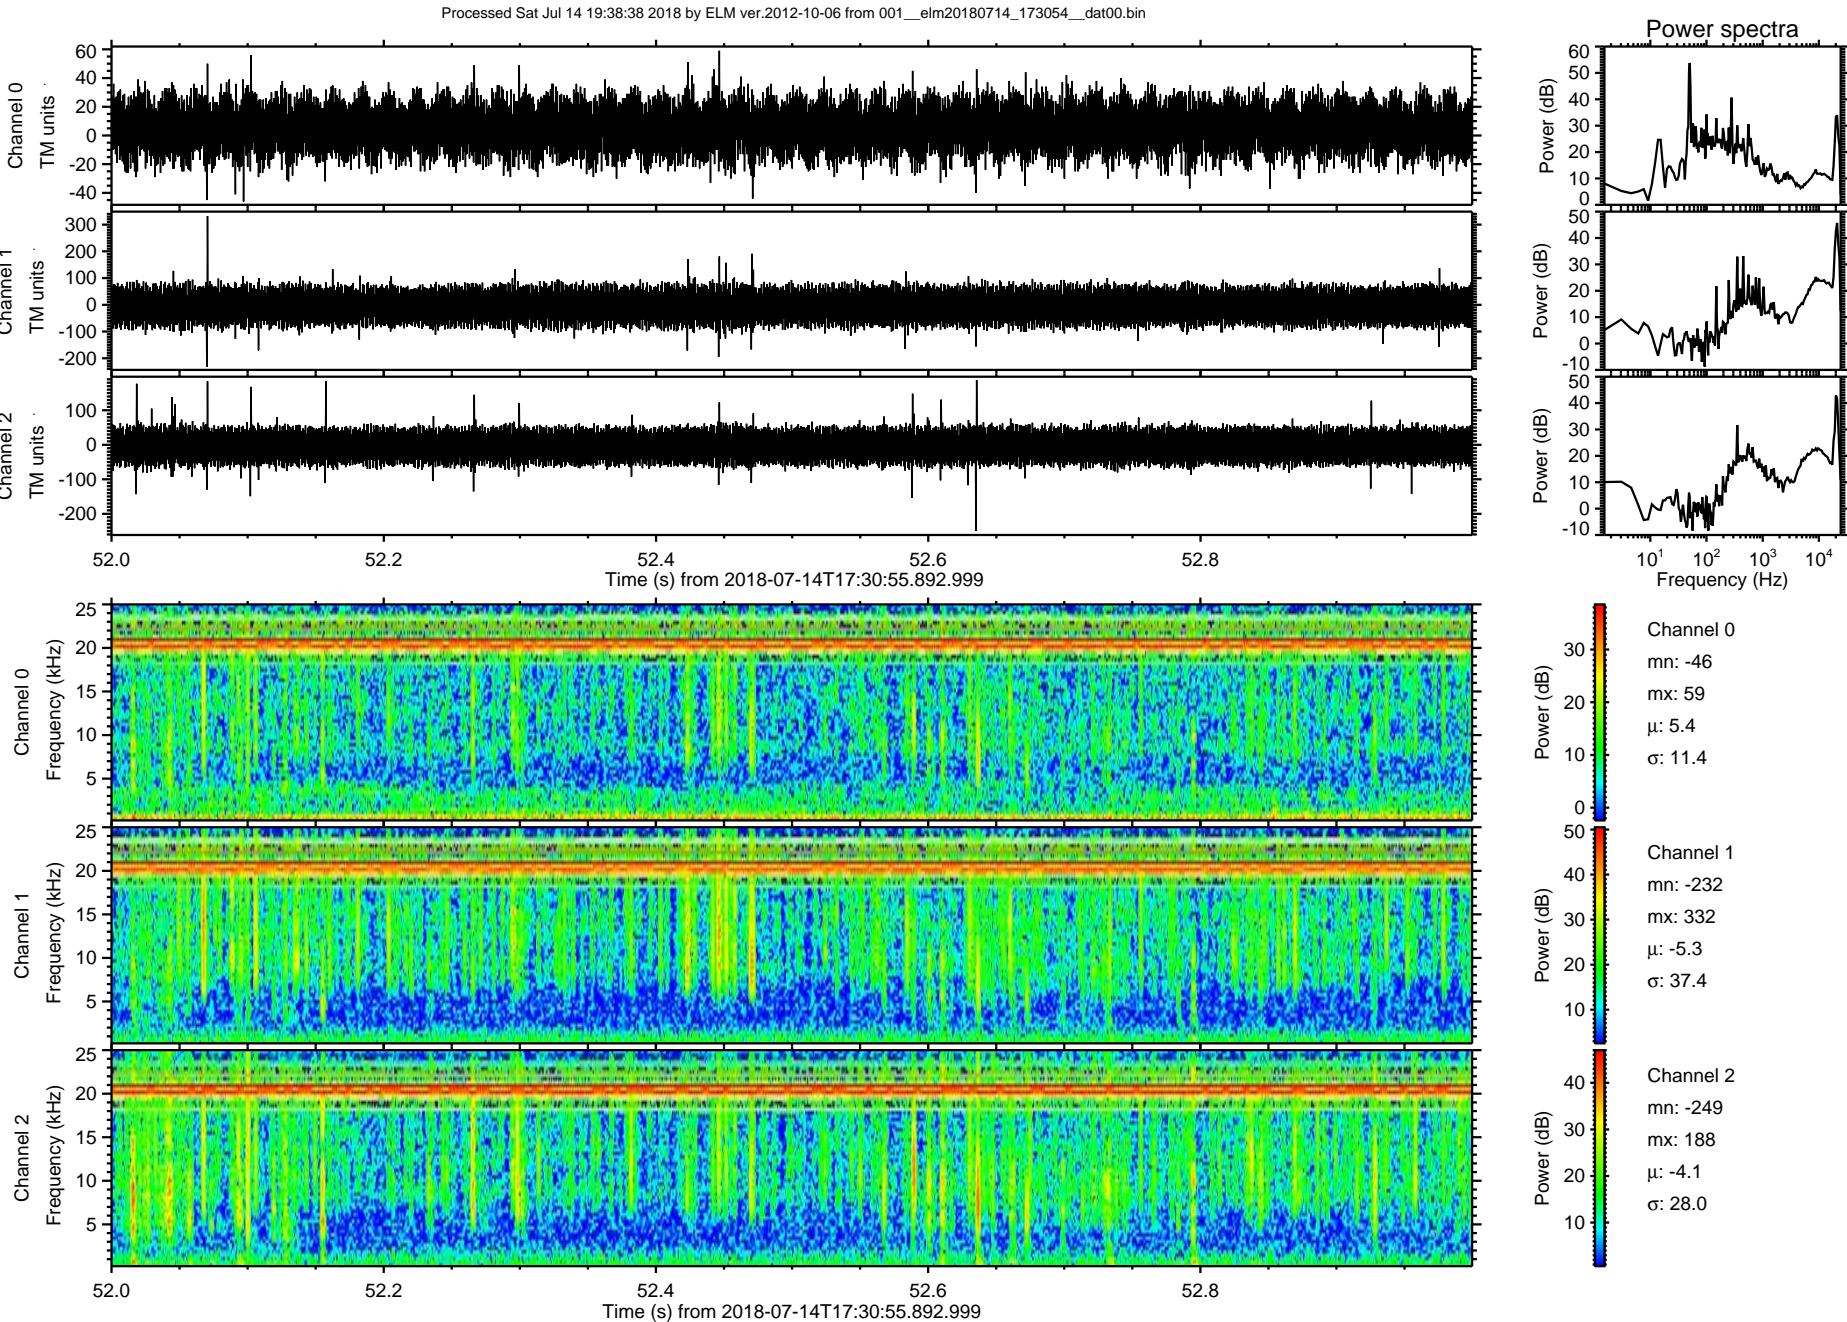 Processed Sat Jul 14 19:38:38 2018 by ELM ver.2012-10-06 from 001__elm20180714_173054__dat00.bin
Power spectra
Channel 0
TM units
60
40
20
0
-20
-40
Power (dB)
60
50
40
30
20
10
0
Channel 1
TM units
300
200
100
0
-100
-200
Power (dB)
50
40
30
20
10
0
-10
Channel 2
TM units
100
0
-100
-200
Power (dB)
50
40
30
20
10
0
-10
52.0 52.2 52.4 52.6 52.8
Time (s) from 2018-07-14T17:30:55.892.999
10¹ 10² 10³ 10⁴
Frequency (Hz)
Channel 0
Frequency (kHz)
25
20
15
10
5
Power (dB)
30
20
10
0
Channel 0
mn: -46
mx: 59
μ: 5.4
σ: 11.4
Channel 1
Frequency (kHz)
25
20
15
10
5
Power (dB)
50
40
30
20
10
Channel 1
mn: -232
mx: 332
μ: -5.3
σ: 37.4
Channel 2
Frequency (kHz)
25
20
15
10
5
Power (dB)
40
30
20
10
Channel 2
mn: -249
mx: 188
μ: -4.1
σ: 28.0
52.0 52.2 52.4 52.6 52.8
Time (s) from 2018-07-14T17:30:55.892.999